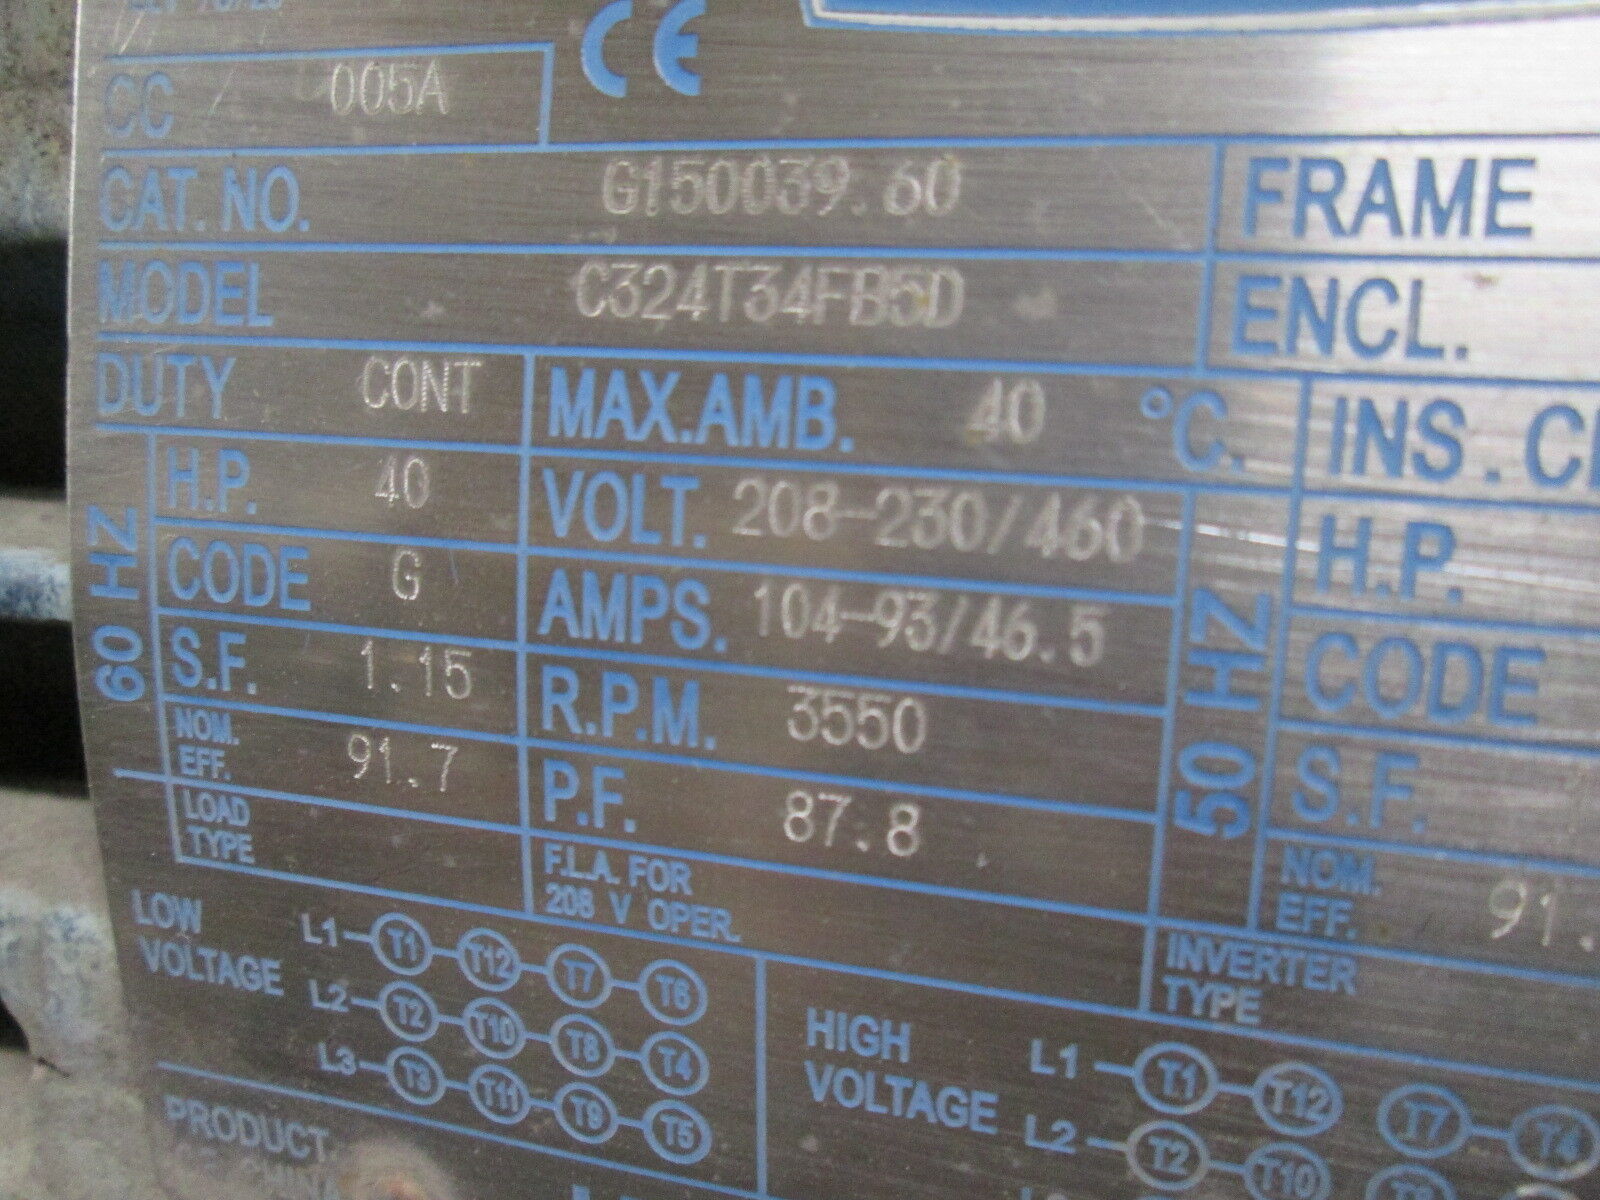 CE
CC 005A
CAT. NO. G150039.60 FRAME
MODEL C324T34FB5D ENCL.
DUTY CONT MAX.AMB. 40 °C. INS.
60 HZ
H.P. 40 VOLT. 208-230/460 50 HZ H.P.
CODE G AMPS. 104-93/46.5 CODE
S.F. 1.15 R.P.M. 3550 S.F.
NOM. EFF. 91.7 P.F. 87.8 NOM. EFF. 91.
LOAD TYPE F.L.A. FOR 208 V OPER. INVERTER TYPE
LOW VOLTAGE
L1 T1 T12 T7 T6
L2 T2 T10 T8 T4
L3 T3 T11 T9 T5
HIGH VOLTAGE
L1 T1 T12 T7 T4
L2 T2 T10
PRODUCT
CHINA